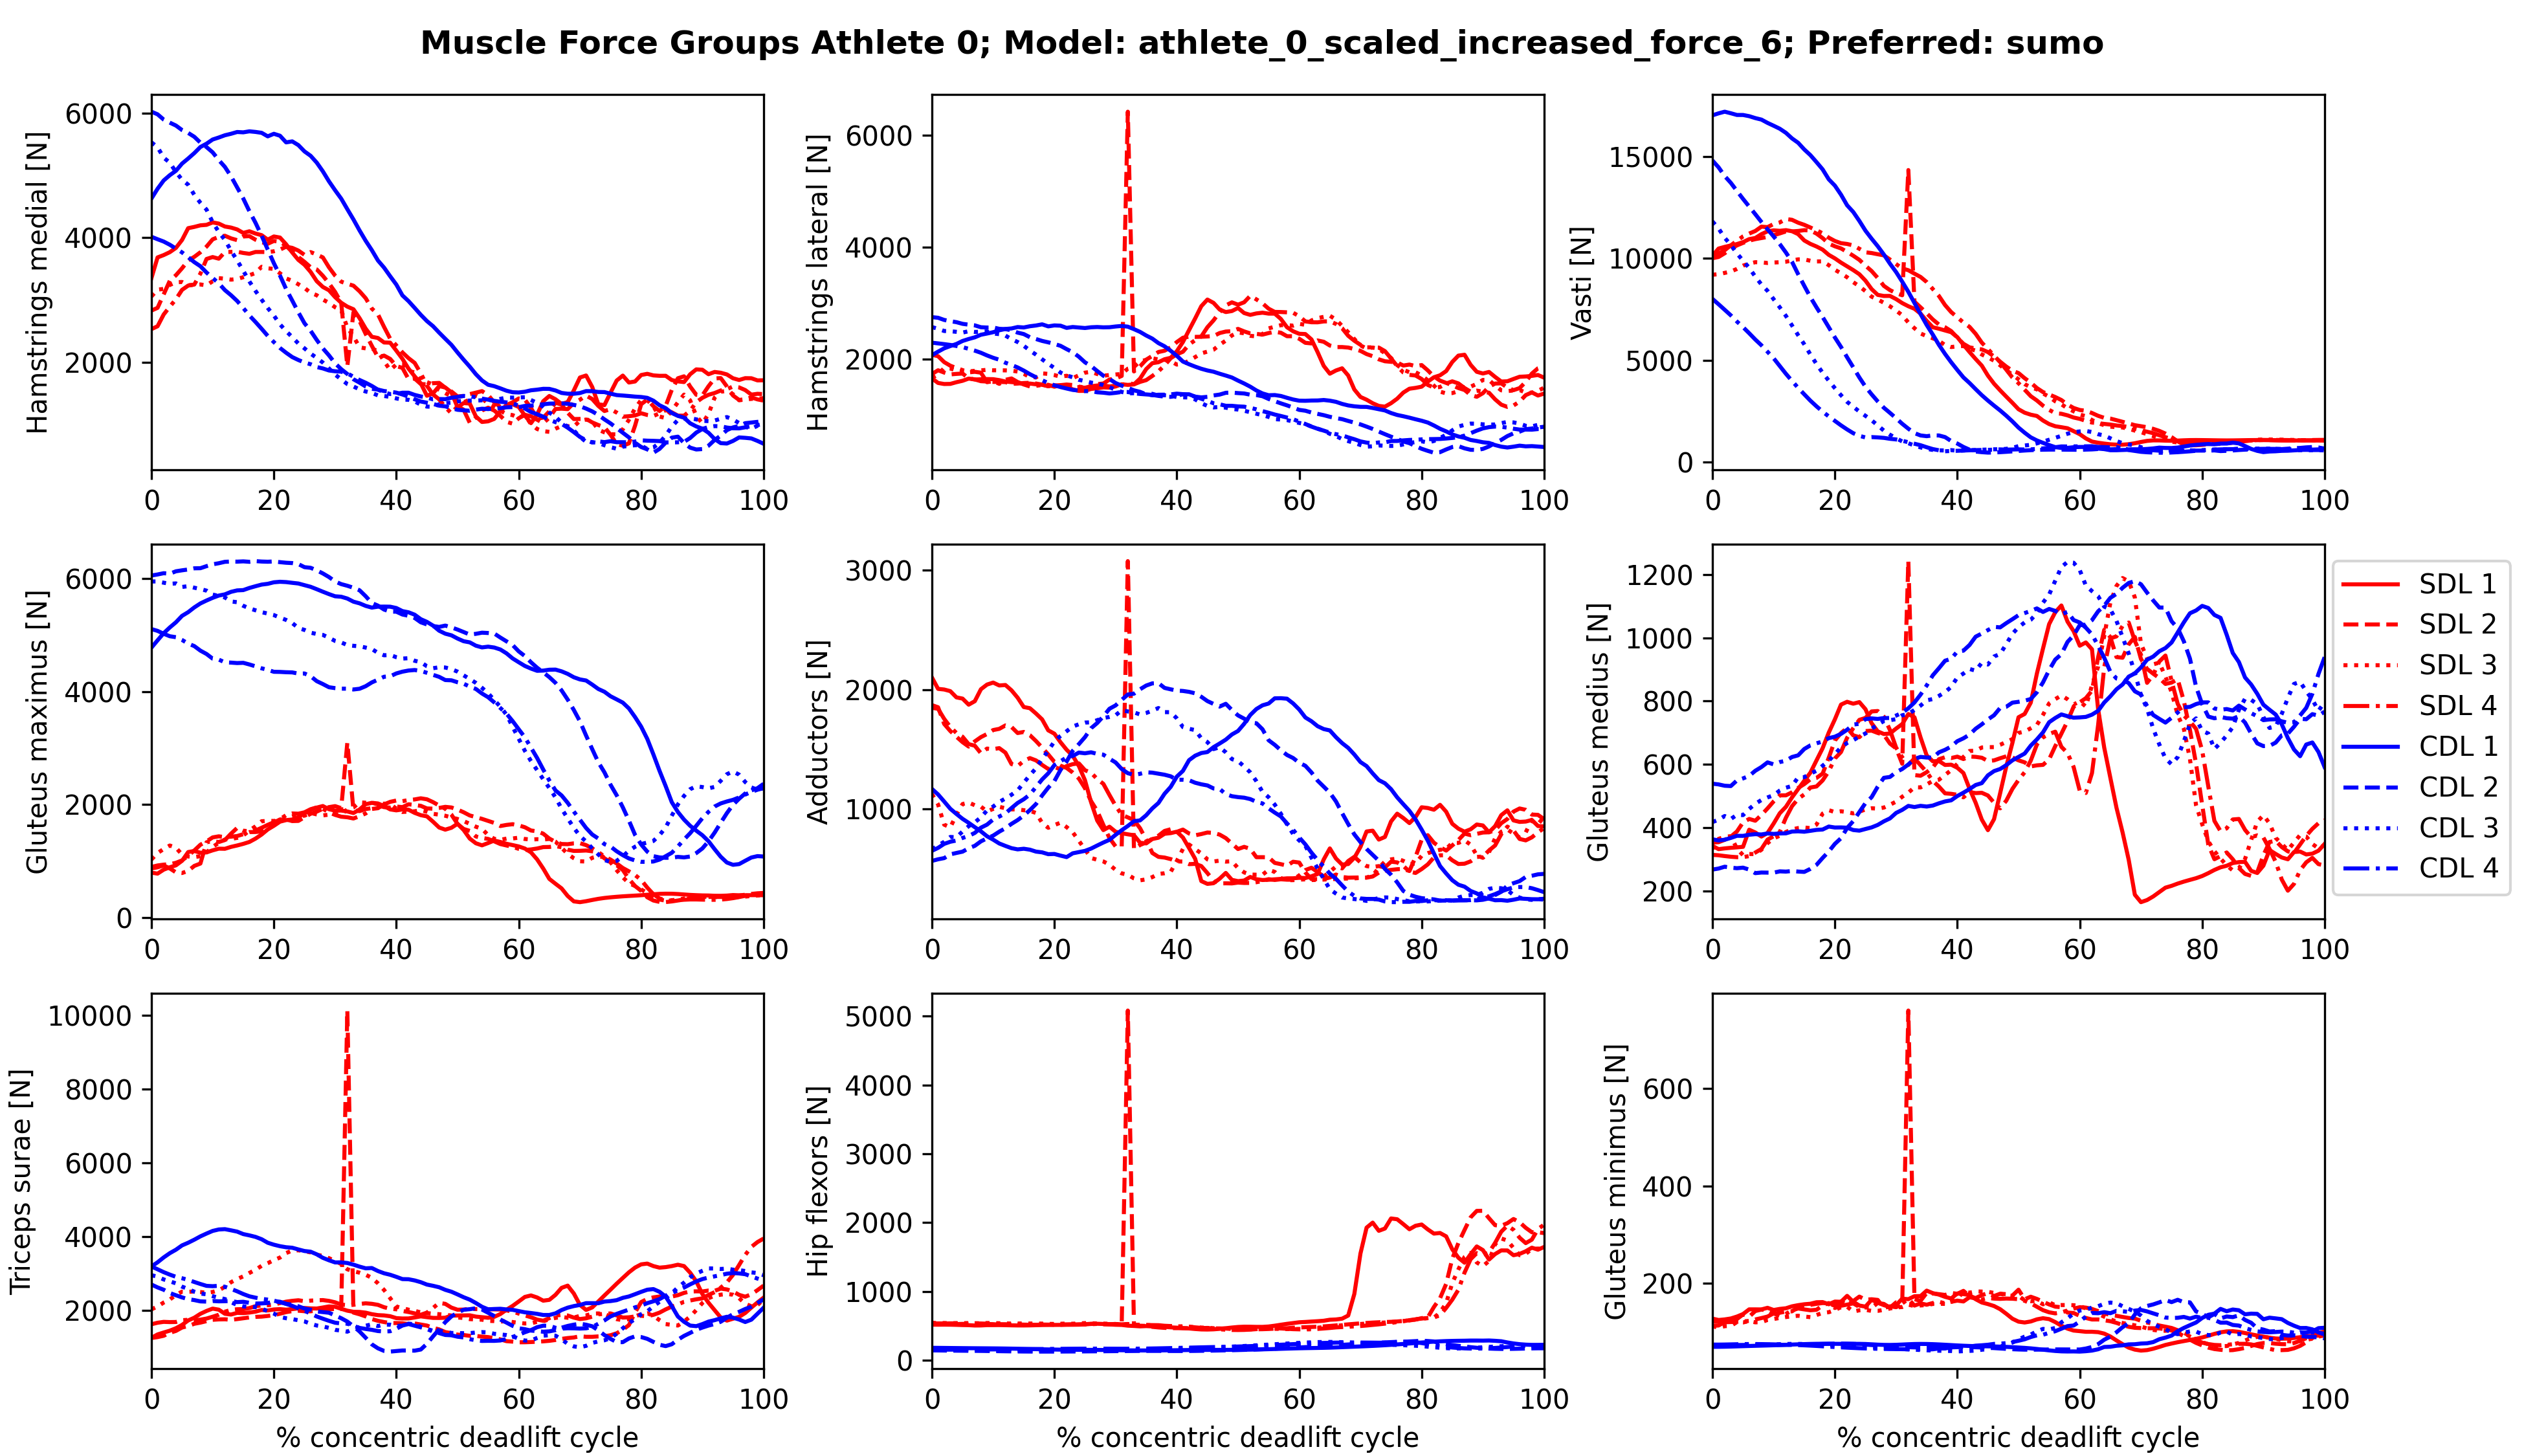 Muscle Force Groups Athlete 0; Model: athlete_0_scaled_increased_force_6; Preferred: sumo
Hamstrings medial [N]
6000
4000
2000
0 20 40 60 80 100
Hamstrings lateral [N]
6000
4000
2000
0 20 40 60 80 100
Vasti [N]
15000
10000
5000
0
0 20 40 60 80 100
Gluteus maximus [N]
6000
4000
2000
0
0 20 40 60 80 100
Adductors [N]
3000
2000
1000
0 20 40 60 80 100
Gluteus medius [N]
1200
1000
800
600
400
200
0 20 40 60 80 100
SDL 1
SDL 2
SDL 3
SDL 4
CDL 1
CDL 2
CDL 3
CDL 4
Triceps surae [N]
10000
8000
6000
4000
2000
0 20 40 60 80 100
% concentric deadlift cycle
Hip flexors [N]
5000
4000
3000
2000
1000
0
0 20 40 60 80 100
% concentric deadlift cycle
Gluteus minimus [N]
600
400
200
0 20 40 60 80 100
% concentric deadlift cycle